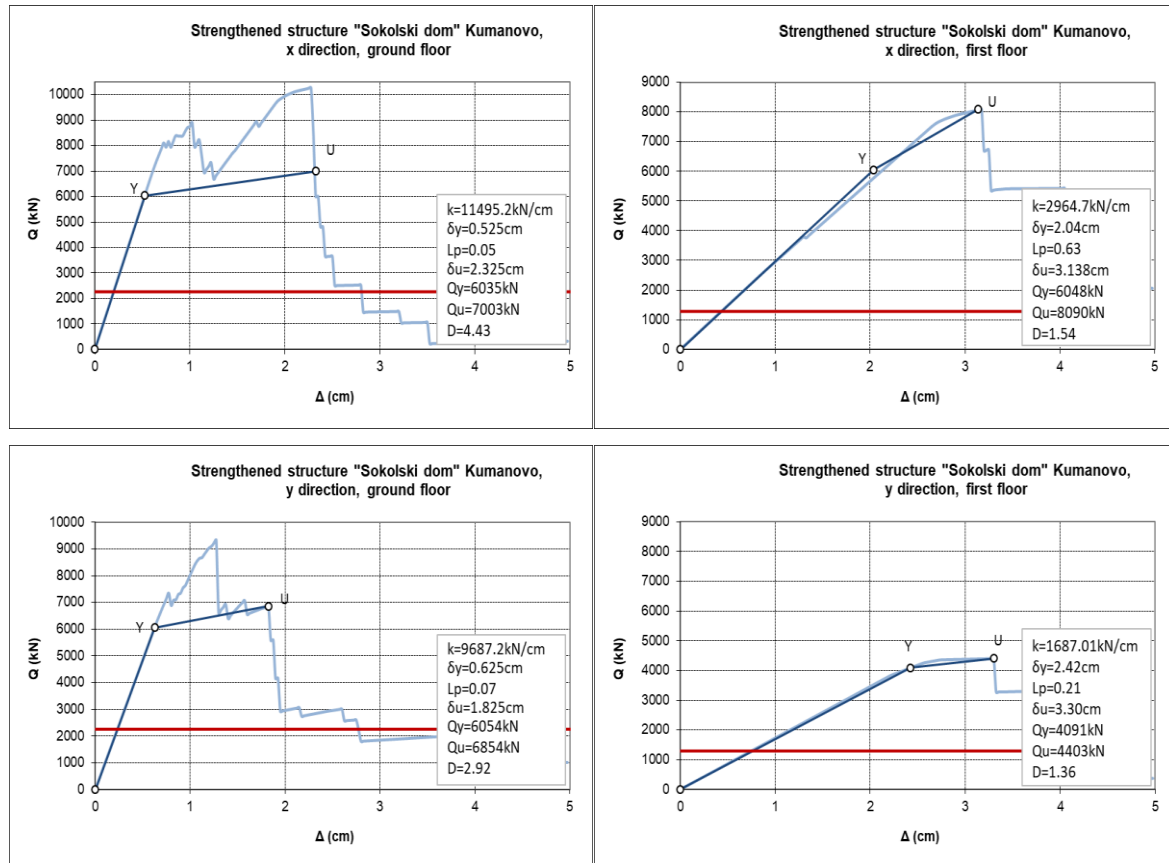 Strengthened structure "Sokolski dom" Kumanovo,
x direction, ground floor
Q (kN)
10000
9000
8000
7000
6000
5000
4000
3000
2000
1000
0
0 1 2 3 4 5
Δ (cm)
Y
U
k=11495.2kN/cm
δy=0.525cm
Lp=0.05
δu=2.325cm
Qy=6035kN
Qu=7003kN
D=4.43
Strengthened structure "Sokolski dom" Kumanovo,
x direction, first floor
Q (kN)
9000
8000
7000
6000
5000
4000
3000
2000
1000
0
0 1 2 3 4 5
Δ (cm)
Y
U
k=2964.7kN/cm
δy=2.04cm
Lp=0.63
δu=3.138cm
Qy=6048kN
Qu=8090kN
D=1.54
Strengthened structure "Sokolski dom" Kumanovo,
y direction, ground floor
Q (kN)
10000
9000
8000
7000
6000
5000
4000
3000
2000
1000
0
0 1 2 3 4 5
Δ (cm)
Y
U
k=9687.2kN/cm
δy=0.625cm
Lp=0.07
δu=1.825cm
Qy=6054kN
Qu=6854kN
D=2.92
Strengthened structure "Sokolski dom" Kumanovo,
y direction, first floor
Q (kN)
9000
8000
7000
6000
5000
4000
3000
2000
1000
0
0 1 2 3 4 5
Δ (cm)
Y
U
k=1687.01kN/cm
δy=2.42cm
Lp=0.21
δu=3.30cm
Qy=4091kN
Qu=4403kN
D=1.36